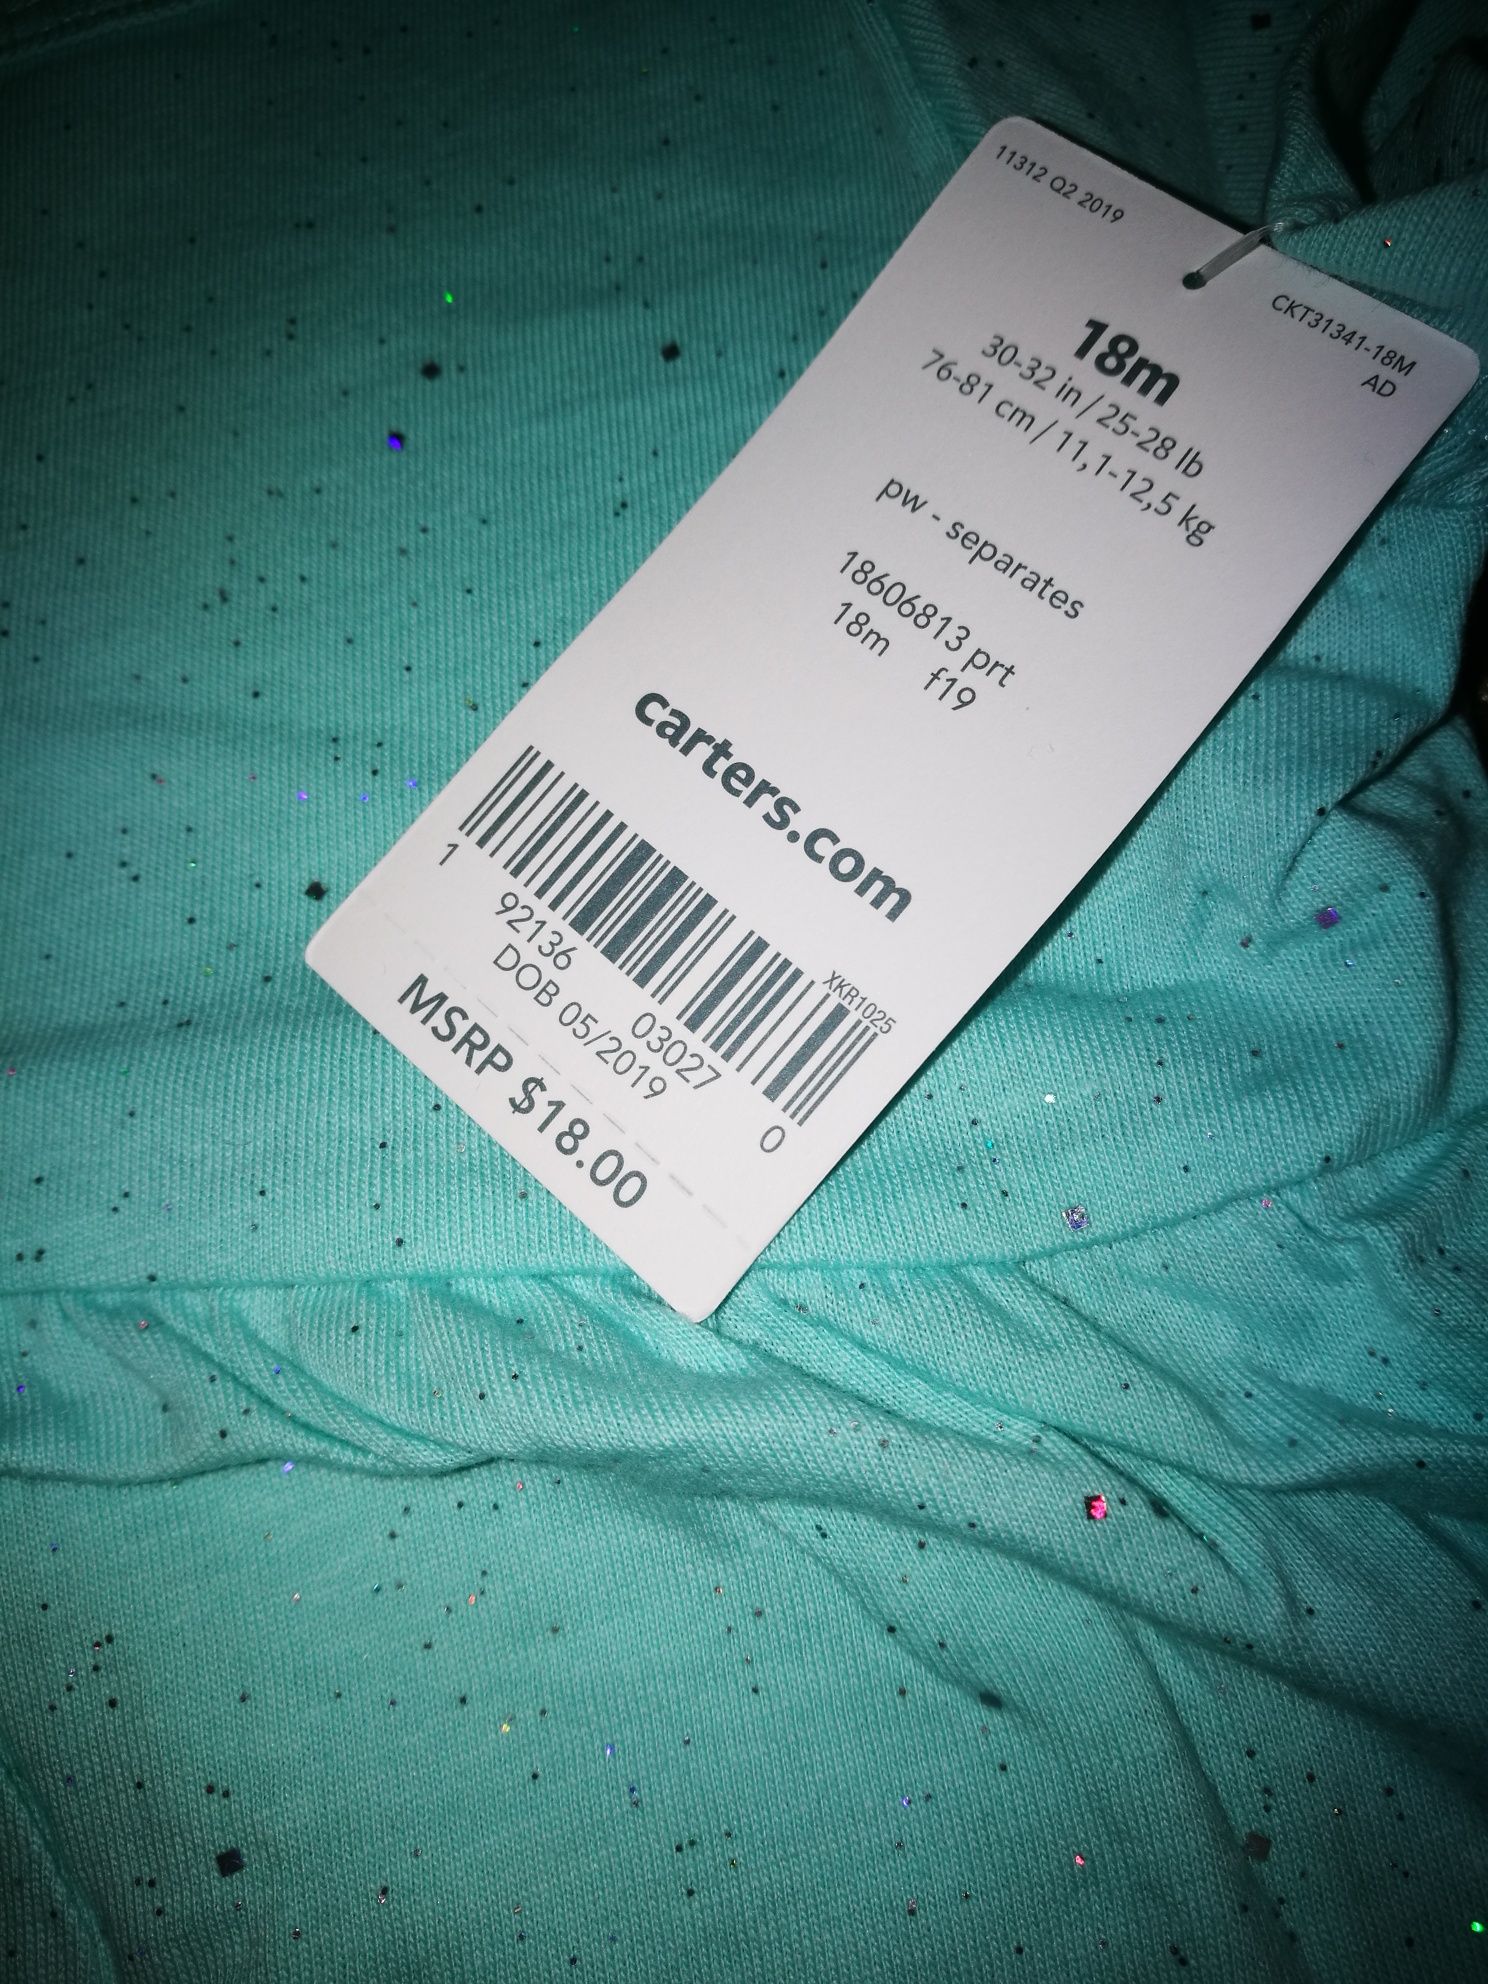 11312 Q2 2019
CKT31341-18M
AD
18m
30-32 in / 25-28 lb
76-81 cm / 11,1-12,5 kg
pw - separates
18606813 prt
18m f19
carters.com
XKR1025
1 92136 03027 0
DOB 05/2019
MSRP $18.00